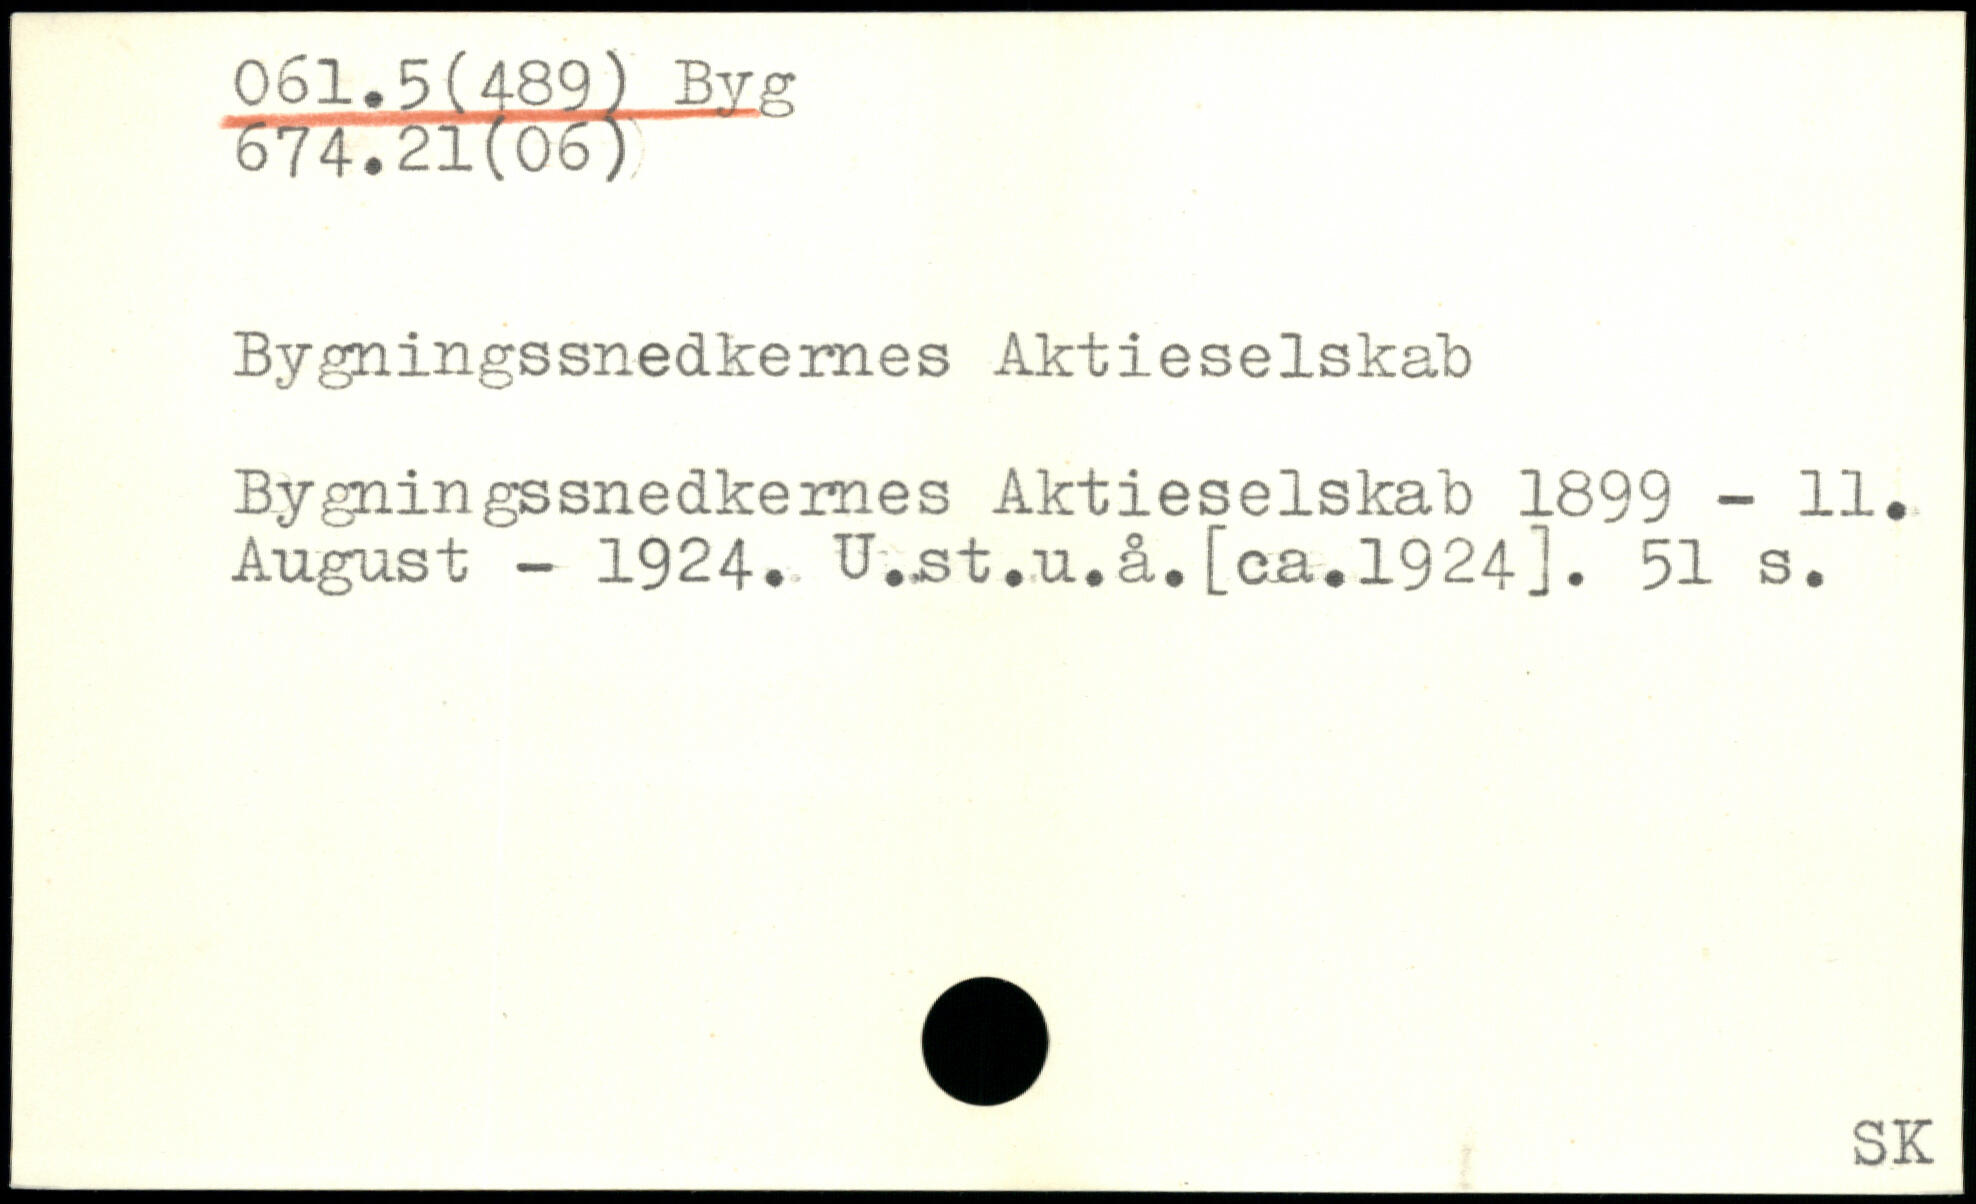 061.5(489) Byg
674.21(06)
Bygningssnedkernes Aktieselskab
Bygningssnedkernes Aktieselskab 1899 - 11.
August - 1924. U.st.u.å.[ca.1924]. 51 s.
SK